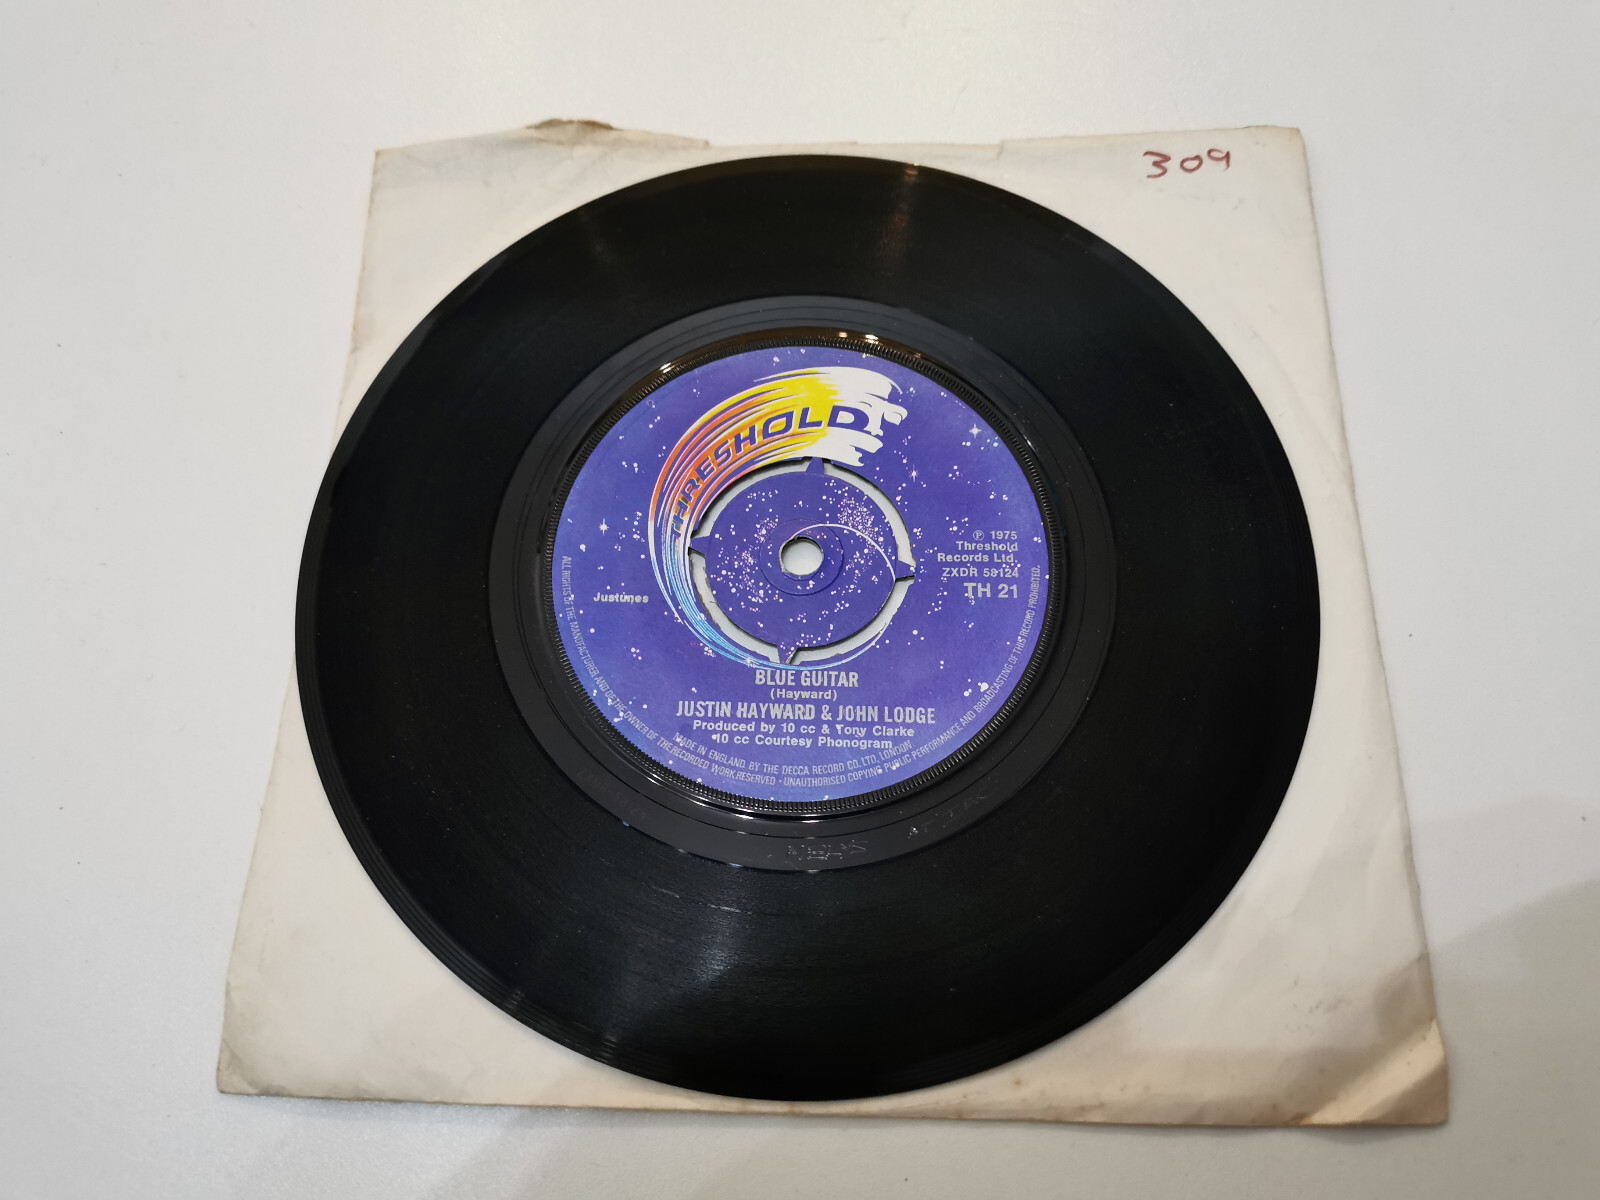 309
THRESHOLD
℗ 1975
Threshold
Records Ltd.
ZXDR 58124
TH 21
Justunes
BLUE GUITAR
(Hayward)
JUSTIN HAYWARD & JOHN LODGE
Produced by 10 cc & Tony Clarke
10 cc Courtesy Phonogram
MADE IN ENGLAND BY THE DECCA RECORD CO. LTD. LONDON
ALL RIGHTS OF THE MANUFACTURER AND OF THE OWNER OF THE RECORDED WORK RESERVED · UNAUTHORISED COPYING PUBLIC PERFORMANCE AND BROADCASTING OF THIS RECORD PROHIBITED.